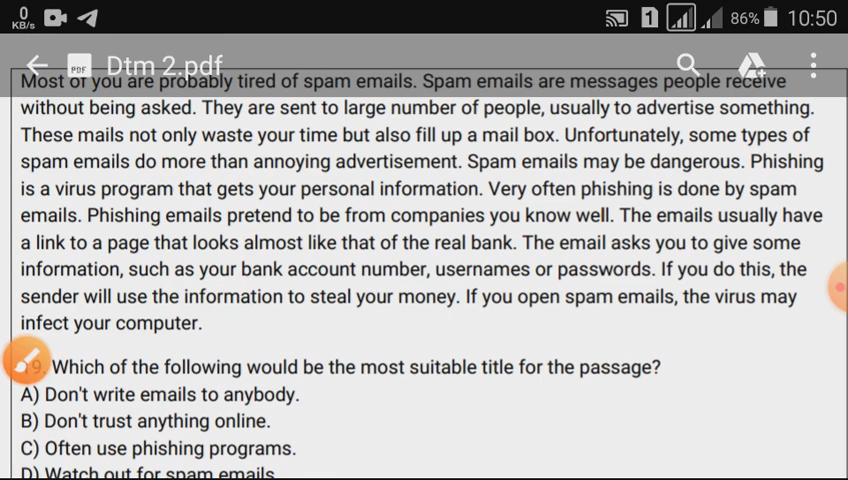 0
KB/s
1
86%
10:50
PDF
Dtm 2.pdf
Most of you are probably tired of spam emails. Spam emails are messages people receive
without being asked. They are sent to large number of people, usually to advertise something.
These mails not only waste your time but also fill up a mail box. Unfortunately, some types of
spam emails do more than annoying advertisement. Spam emails may be dangerous. Phishing
is a virus program that gets your personal information. Very often phishing is done by spam
emails. Phishing emails pretend to be from companies you know well. The emails usually have
a link to a page that looks almost like that of the real bank. The email asks you to give some
information, such as your bank account number, usernames or passwords. If you do this, the
sender will use the information to steal your money. If you open spam emails, the virus may
infect your computer.
9. Which of the following would be the most suitable title for the passage?
A) Don't write emails to anybody.
B) Don't trust anything online.
C) Often use phishing programs.
D) Watch out for spam emails